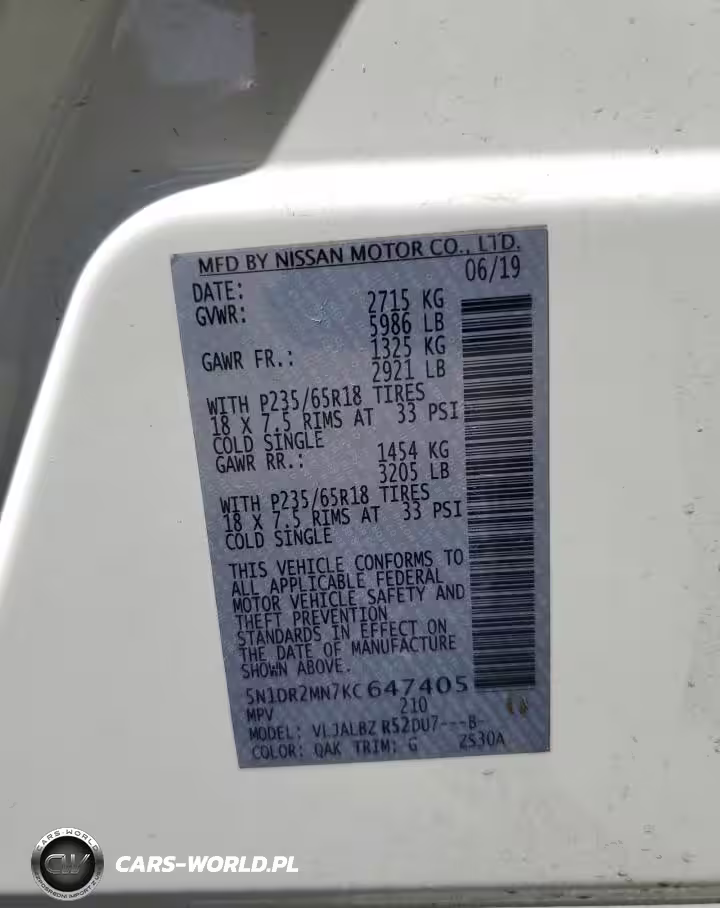 MFD BY NISSAN MOTOR CO., LTD.
DATE: 06/19
GVWR: 2715 KG
5986 LB
GAWR FR.: 1325 KG
2921 LB
WITH P235/65R18 TIRES
18 X 7.5 RIMS AT 33 PSI
COLD SINGLE
GAWR RR.: 1454 KG
3205 LB
WITH P235/65R18 TIRES
18 X 7.5 RIMS AT 33 PSI
COLD SINGLE
THIS VEHICLE CONFORMS TO
ALL APPLICABLE FEDERAL
MOTOR VEHICLE SAFETY AND
THEFT PREVENTION
STANDARDS IN EFFECT ON
THE DATE OF MANUFACTURE
SHOWN ABOVE.
5N1DR2MN7KC647405
MPV 210
MODEL: VLJALBZ R52DU7---B-
COLOR: QAK TRIM: G ZS30A
CARS-WORLD
CW
CARS-WORLD.PL